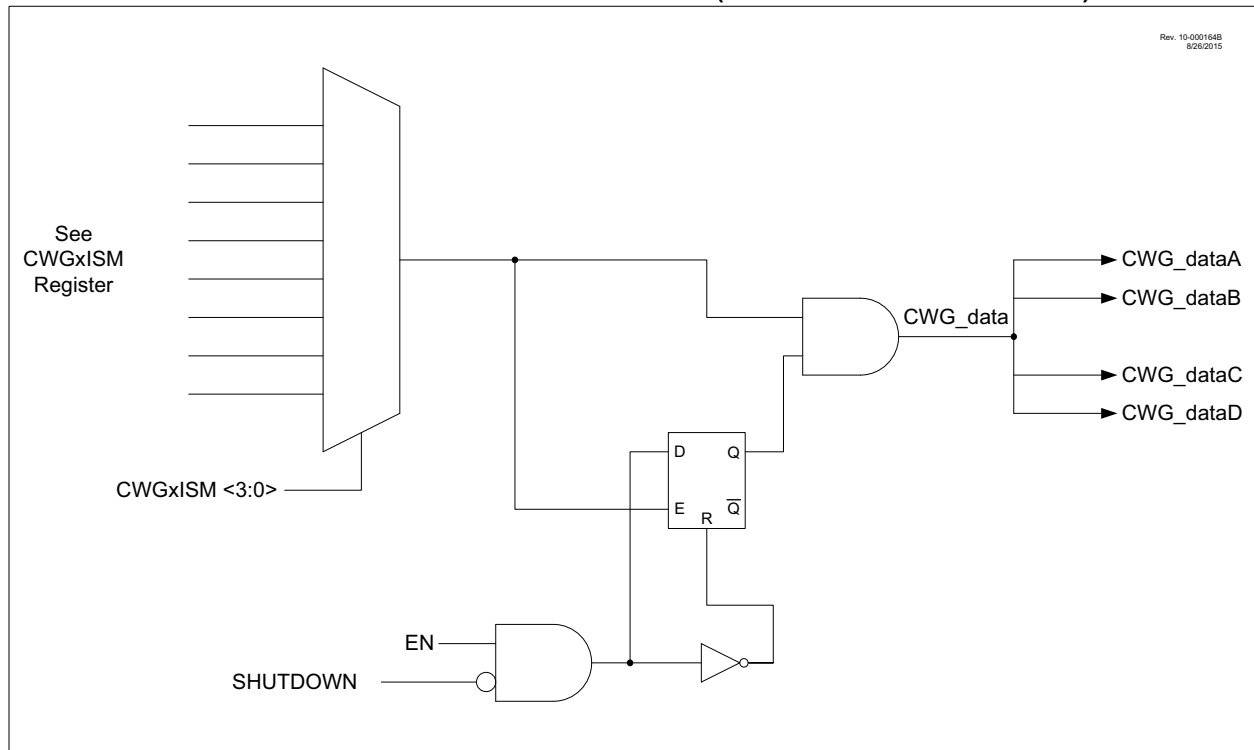 Rev. 10-000164B
8/26/2015
See
CWGxISM
Register
CWG_dataA
CWG_dataB
CWG_data
CWG_dataC
CWG_dataD
D
Q
CWGxISM <3:0>
E
Q
R
EN
SHUTDOWN